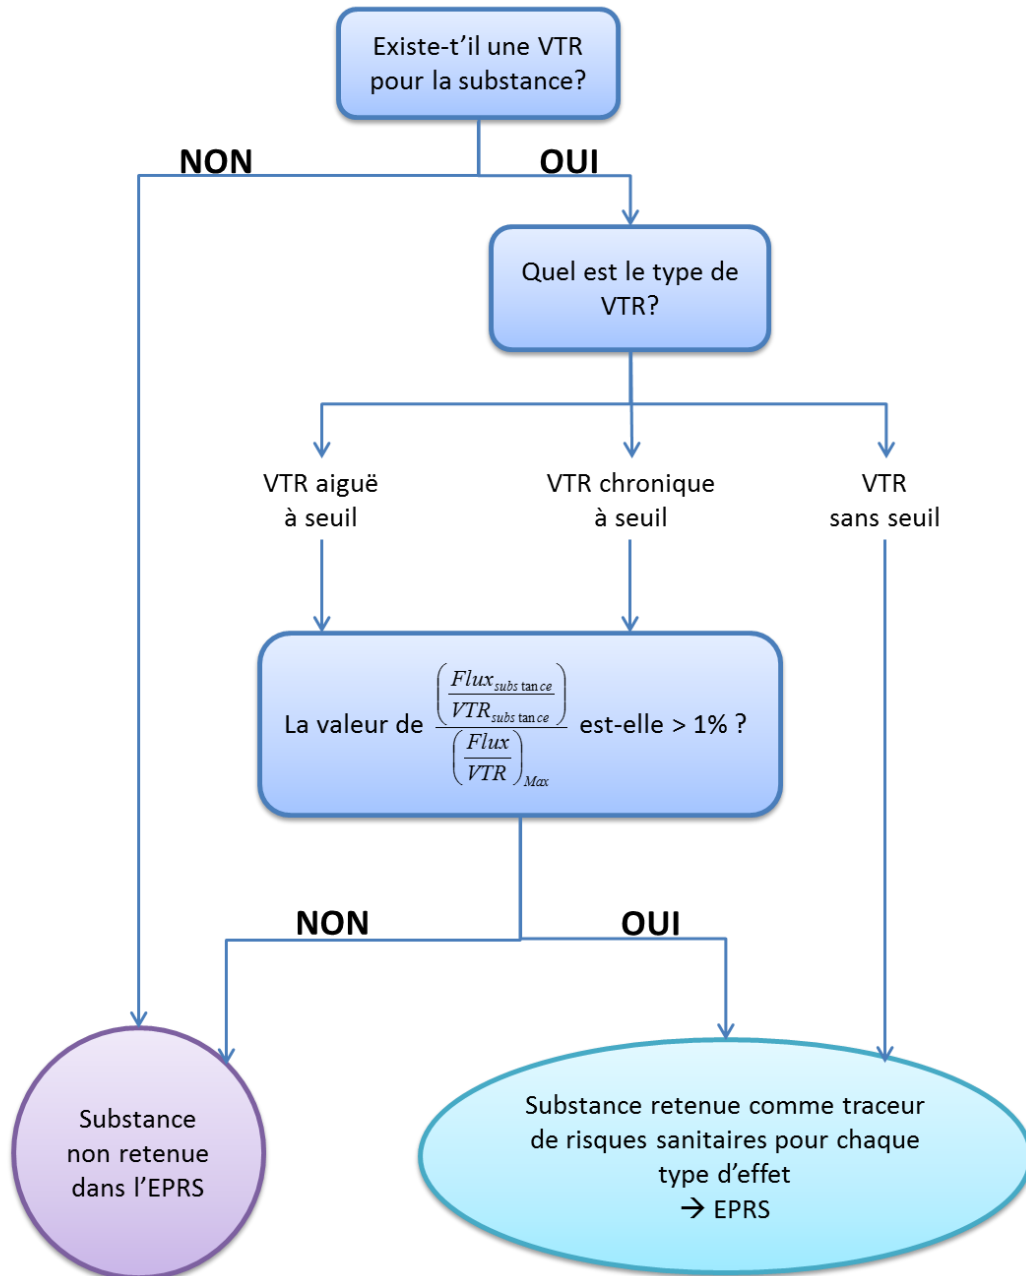 Existe-t’il une VTR
pour la substance?
NON
OUI
Quel est le type de
VTR?
VTR aiguë
à seuil
VTR chronique
à seuil
VTR
sans seuil
La valeur de (Flux substance / VTR substance) / (Flux / VTR) Max est-elle > 1% ?
NON
OUI
Substance
non retenue
dans l’EPRS
Substance retenue comme traceur
de risques sanitaires pour chaque
type d’effet
→ EPRS